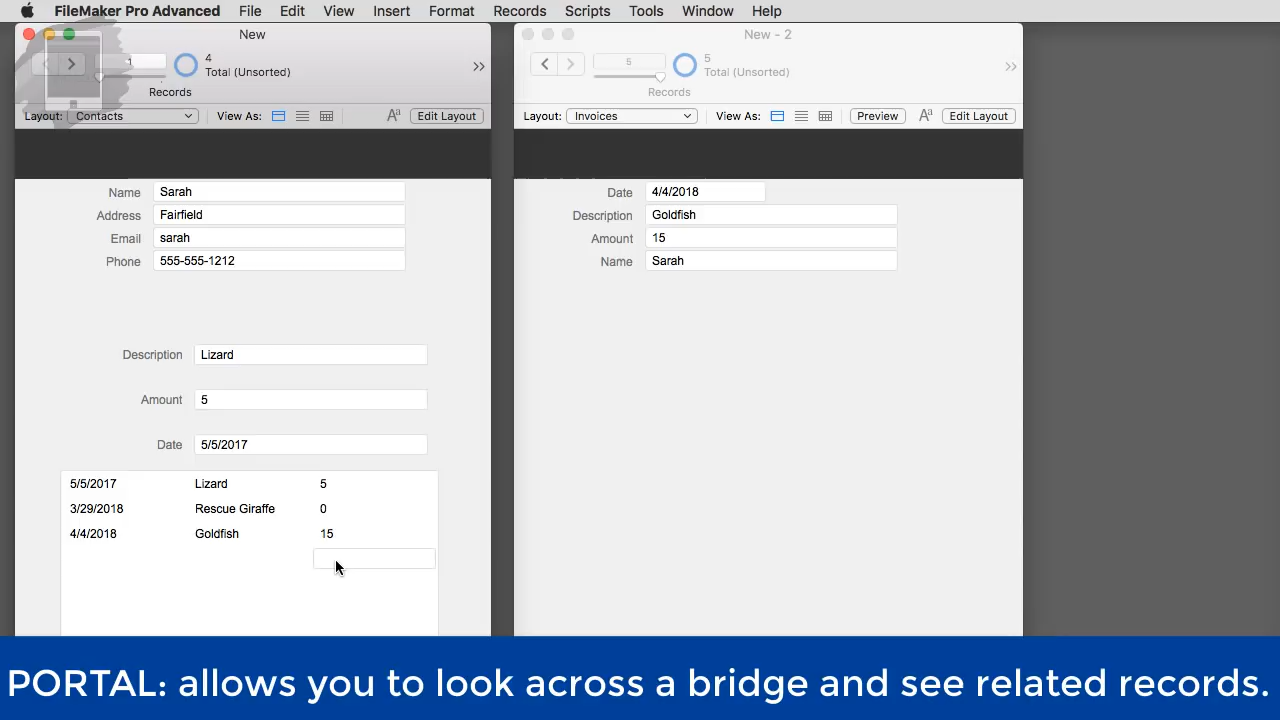 FileMaker Pro Advanced File Edit View Insert Format Records Scripts Tools Window Help
New
1
4
Total (Unsorted)
Records
Layout: Contacts View As: Aª Edit Layout
Name Sarah
Address Fairfield
Email sarah
Phone 555-555-1212
Description Lizard
Amount 5
Date 5/5/2017
5/5/2017 Lizard 5
3/29/2018 Rescue Giraffe 0
4/4/2018 Goldfish 15
New - 2
5
5
Total (Unsorted)
Records
Layout: Invoices View As: Preview Aª Edit Layout
Date 4/4/2018
Description Goldfish
Amount 15
Name Sarah
PORTAL: allows you to look across a bridge and see related records.